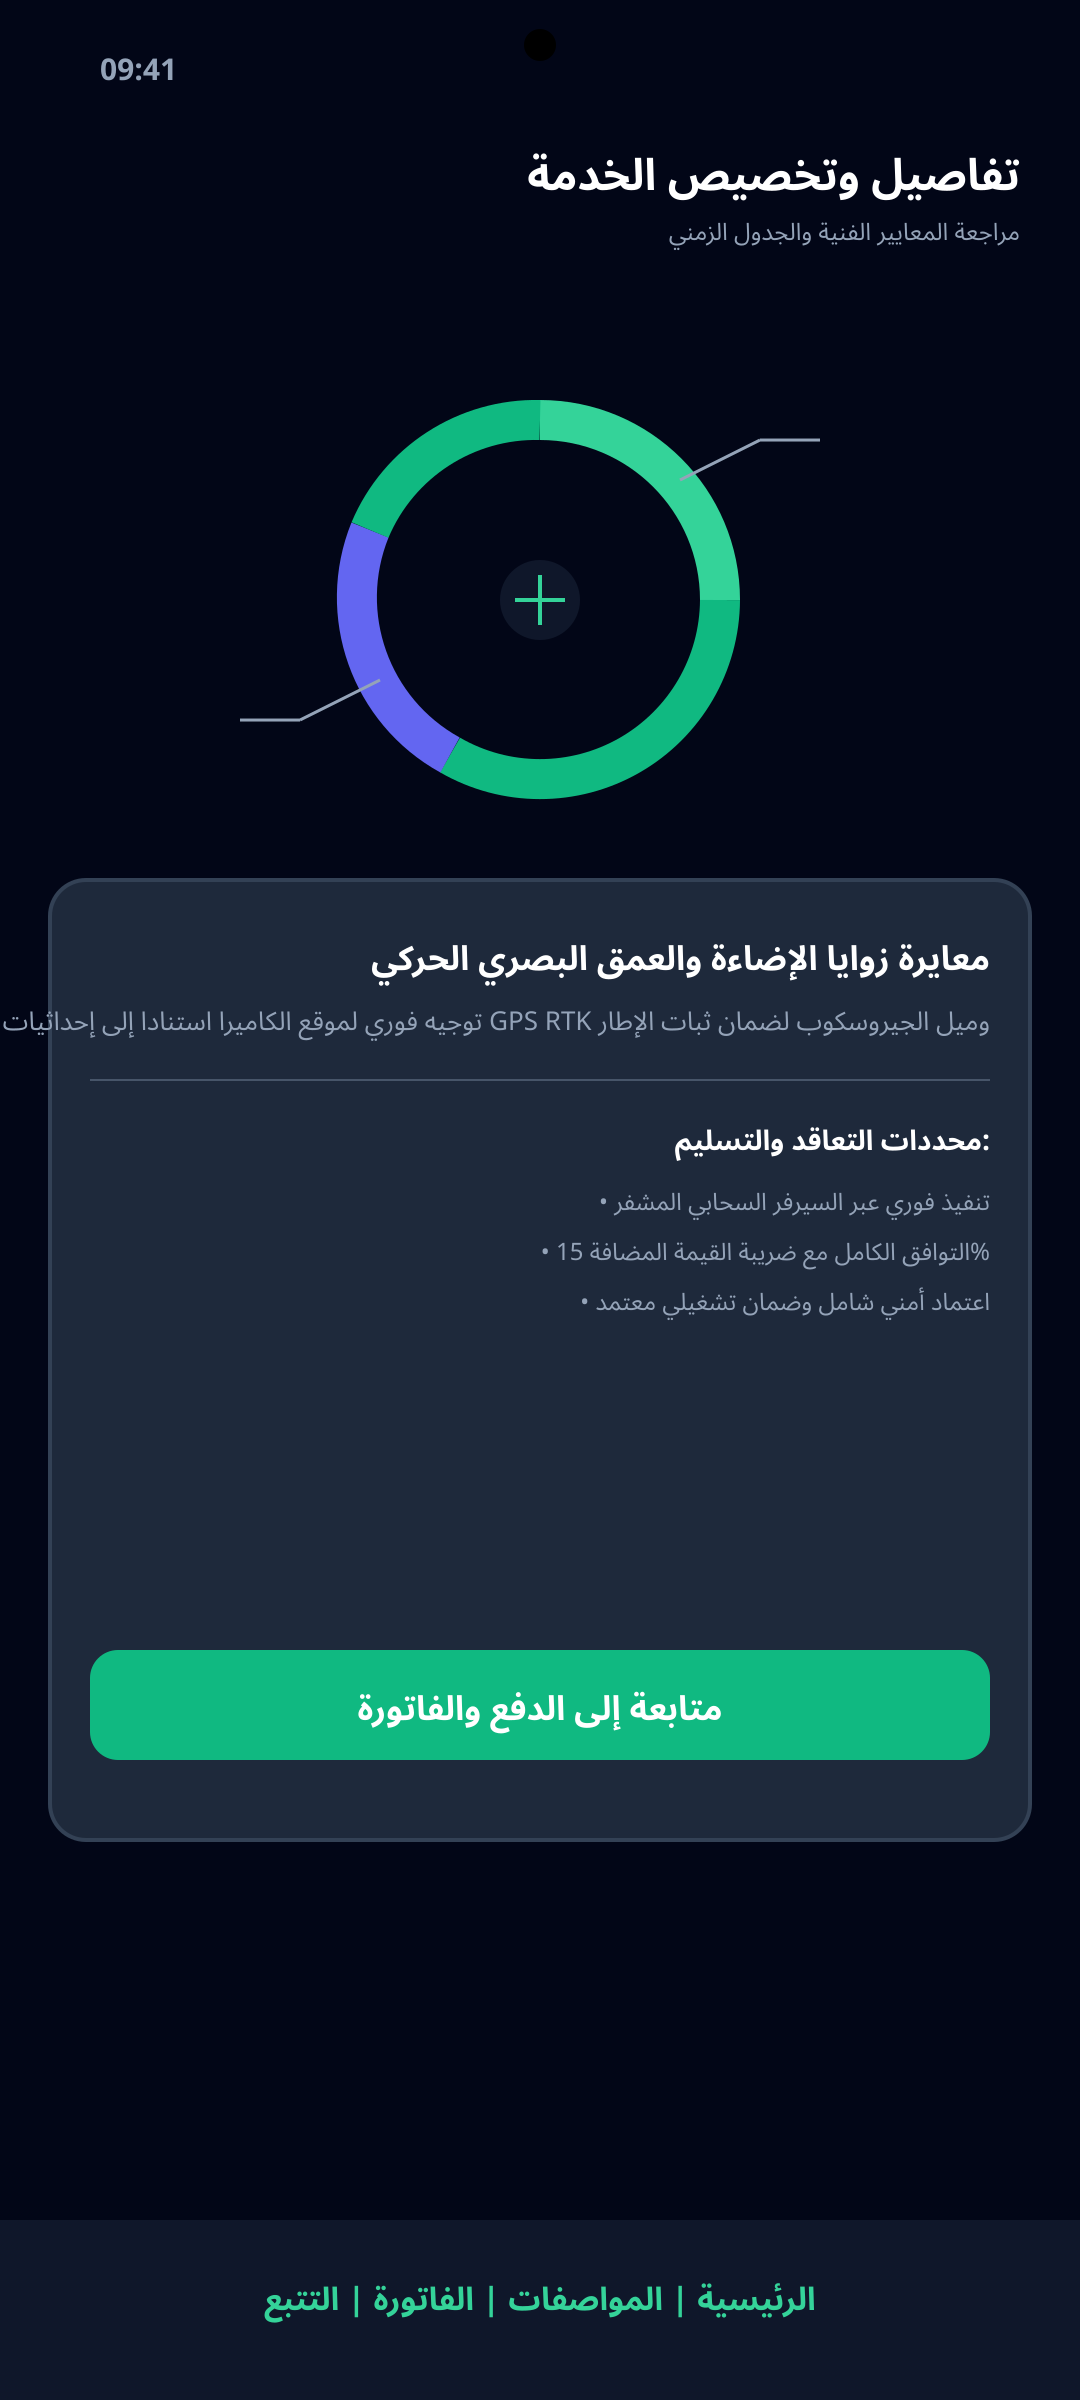 09:41
تفاصيل وتخصيص الخدمة
مراجعة المعايير الفنية والجدول الزمني
معايرة زوايا الإضاءة والعمق البصري الحركي
وميل الجيروسكوب لضمان ثبات الإطار GPS RTK توجيه فوري لموقع الكاميرا استنادا إلى إحداثيات
:محددات التعاقد والتسليم
تنفيذ فوري عبر السيرفر السحابي المشفر •
%التوافق الكامل مع ضريبة القيمة المضافة 15 •
اعتماد أمني شامل وضمان تشغيلي معتمد •
متابعة إلى الدفع والفاتورة
الرئيسية | المواصفات | الفاتورة | التتبع